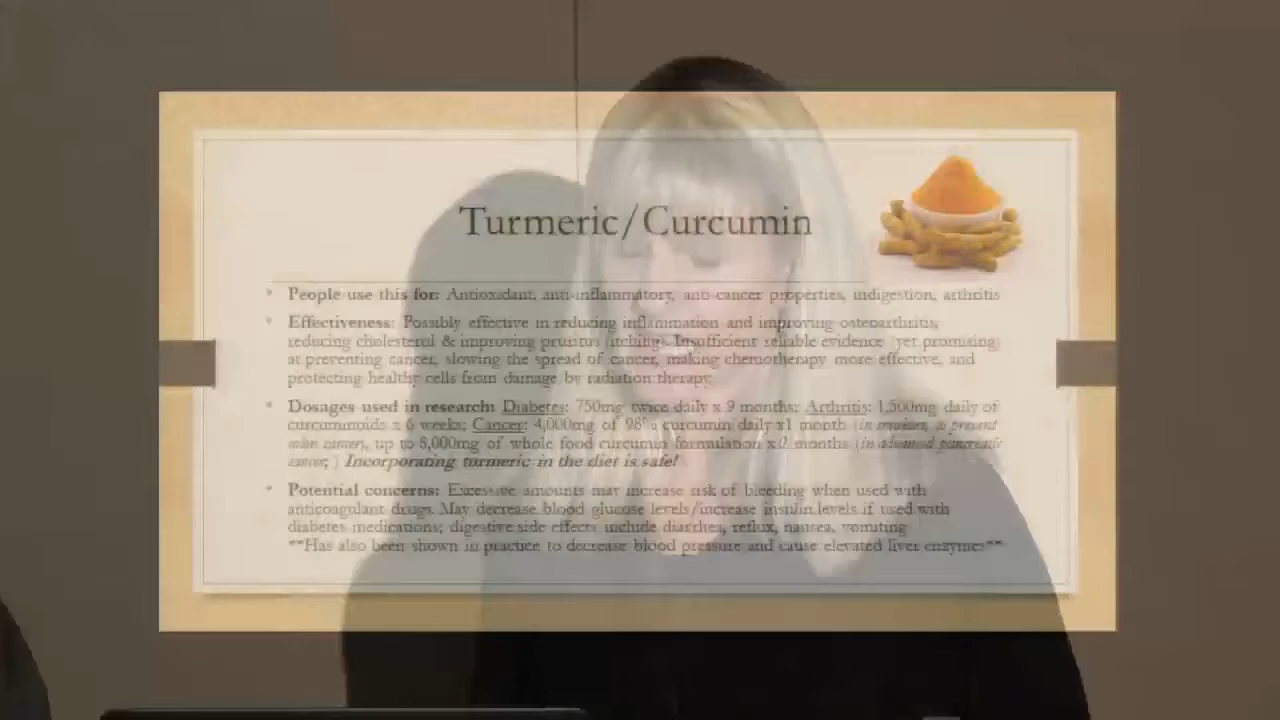 Turmeric/Curcumin
• People use this for: Antioxidant, anti-inflammatory, anti-cancer properties, indigestion, arthritis
• Effectiveness: Possibly effective in reducing inflammation and improving osteoarthritis,
reducing cholesterol & improving pruritus (itching). Insufficient reliable evidence (yet promising)
at preventing cancer, slowing the spread of cancer, making chemotherapy more effective, and
protecting healthy cells from damage by radiation therapy.
• Dosages used in research: Diabetes: 750mg twice daily x 9 months; Arthritis: 1,500mg daily of
curcuminoids x 6 weeks; Cancer: 4,000mg of 98% curcumin daily x1 month (in
colon cancer), up to 8,000mg of whole food curcumin formulation x2 months (in advanced pancreatic
cancer; ) Incorporating turmeric in the diet is safe!
• Potential concerns: Excessive amounts may increase risk of bleeding when used with
anticoagulant drugs. May decrease blood glucose levels/increase insulin levels if used with
diabetes medications; digestive side effects include diarrhea, reflux, nausea, vomiting
**Has also been shown in practice to decrease blood pressure and cause elevated liver enzymes**